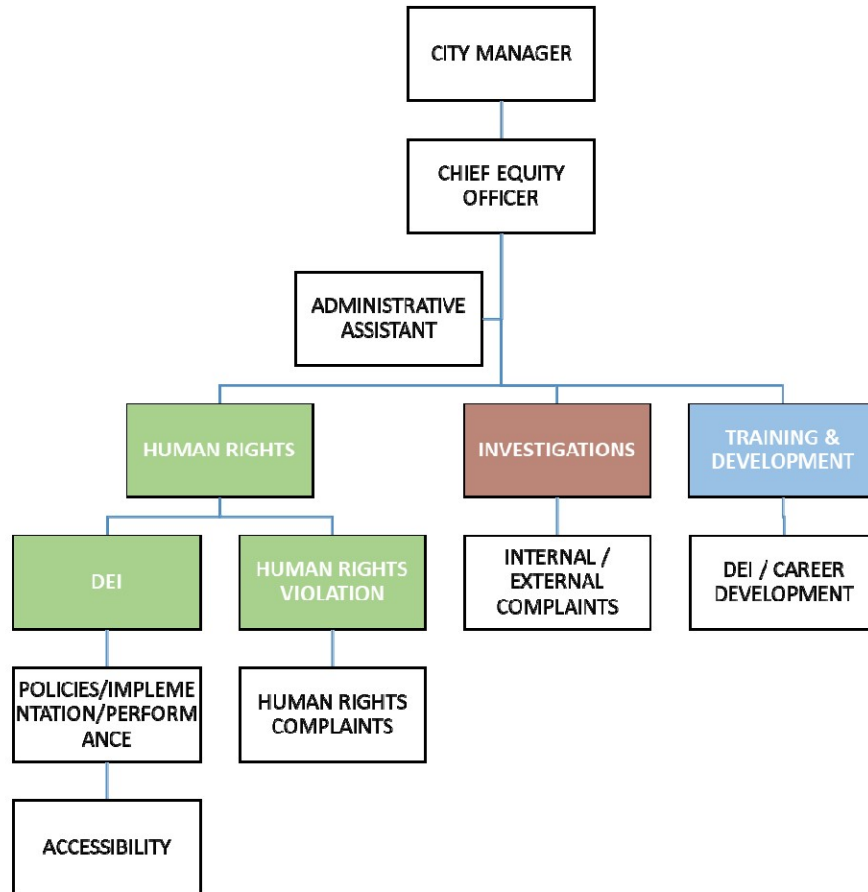 CITY MANAGER
CHIEF EQUITY
OFFICER
ADMINISTRATIVE
ASSISTANT
HUMAN RIGHTS
INVESTIGATIONS
TRAINING &
DEVELOPMENT
DEI
HUMAN RIGHTS
VIOLATION
INTERNAL /
EXTERNAL
COMPLAINTS
DEI / CAREER
DEVELOPMENT
POLICIES/IMPLEME
NTATION/PERFORM
ANCE
HUMAN RIGHTS
COMPLAINTS
ACCESSIBILITY